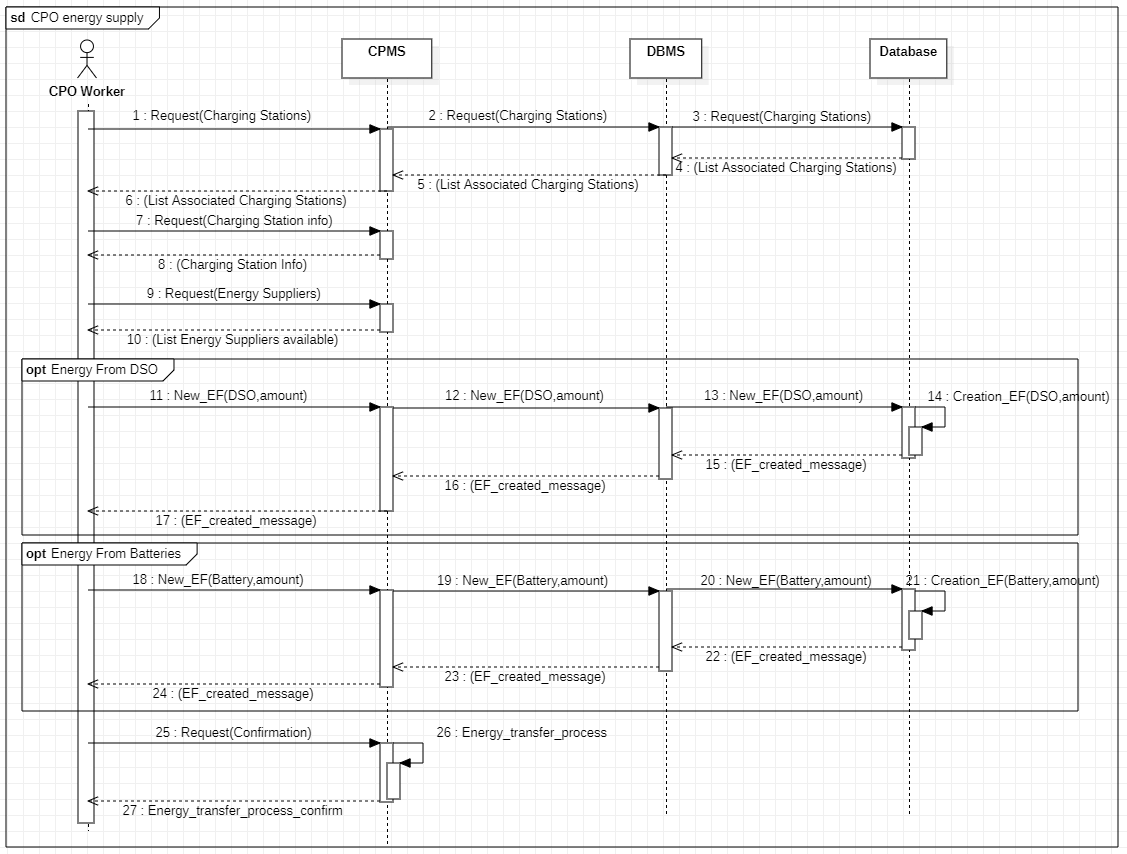 sd CPO energy supply
CPO Worker
CPMS
DBMS
Database
1 : Request(Charging Stations)
2 : Request(Charging Stations)
3 : Request(Charging Stations)
4 : (List Associated Charging Stations)
5 : (List Associated Charging Stations)
6 : (List Associated Charging Stations)
7 : Request(Charging Station info)
8 : (Charging Station Info)
9 : Request(Energy Suppliers)
10 : (List Energy Suppliers available)
opt Energy From DSO
11 : New_EF(DSO,amount)
12 : New_EF(DSO,amount)
13 : New_EF(DSO,amount)
14 : Creation_EF(DSO,amount)
15 : (EF_created_message)
16 : (EF_created_message)
17 : (EF_created_message)
opt Energy From Batteries
18 : New_EF(Battery,amount)
19 : New_EF(Battery,amount)
20 : New_EF(Battery,amount)
21 : Creation_EF(Battery,amount)
22 : (EF_created_message)
23 : (EF_created_message)
24 : (EF_created_message)
25 : Request(Confirmation)
26 : Energy_transfer_process
27 : Energy_transfer_process_confirm